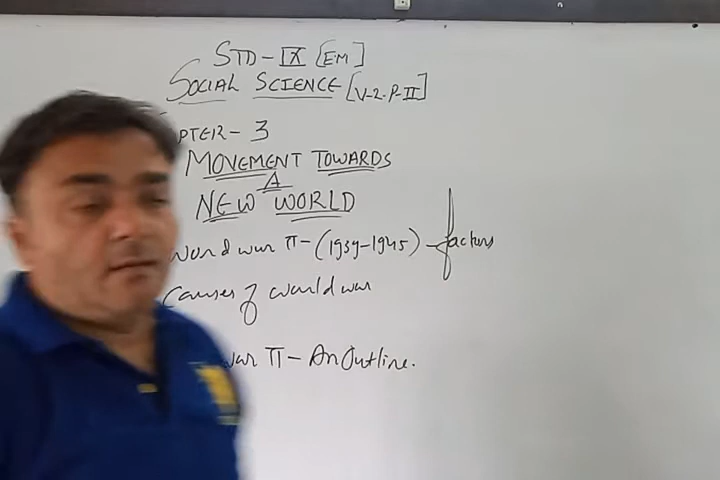 STD - IX [EM]
SOCIAL SCIENCE [V-2. P-II]
PTER - 3
MOVEMENT TOWARDS
A
NEW WORLD
World war II - (1939-1945) - factors
Causes of world war
war II - An Outline.